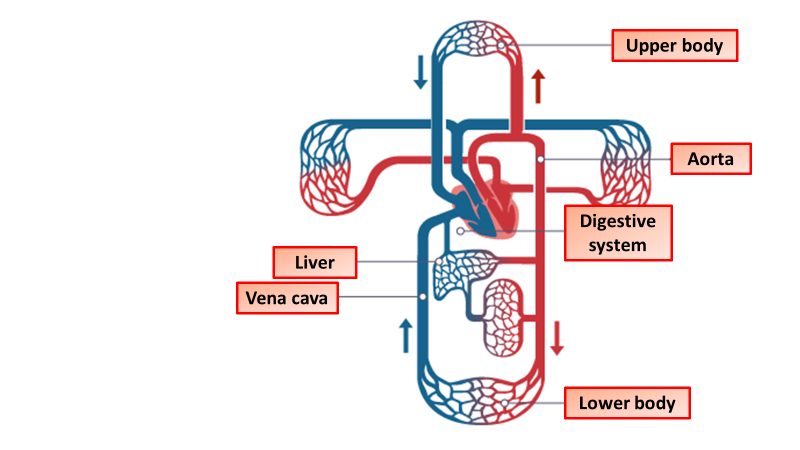 Upper body
Aorta
Digestive
system
Liver
Vena cava
Lower body